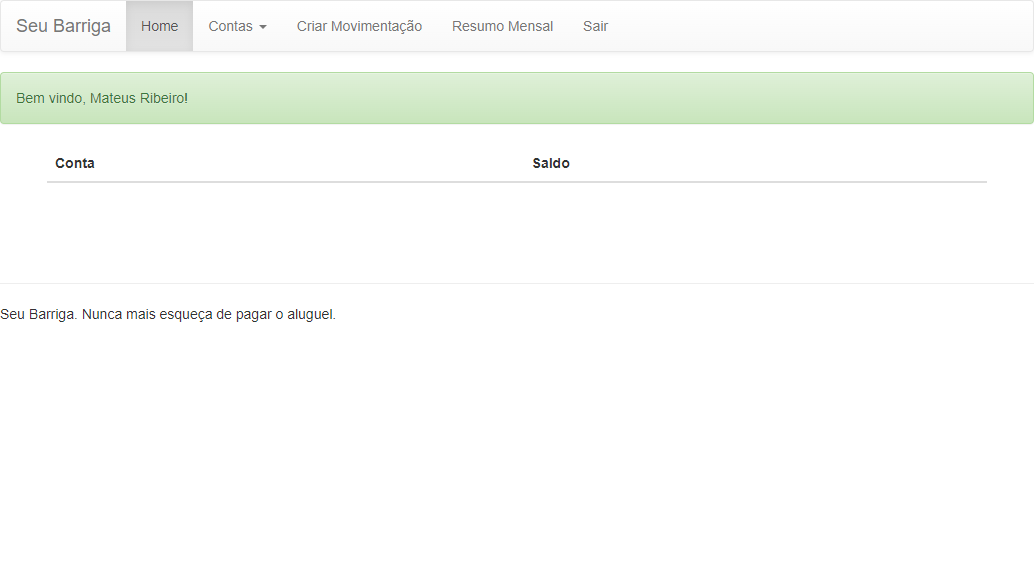 Seu Barriga Home Contas Criar Movimentação Resumo Mensal Sair
Bem vindo, Mateus Ribeiro!
Conta Saldo
Seu Barriga. Nunca mais esqueça de pagar o aluguel.